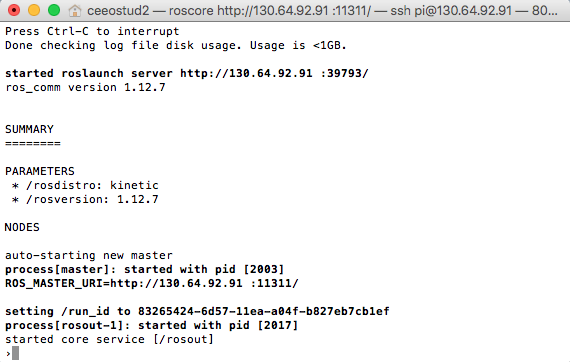 ceeostud2 — roscore http://130.64.92.91 :11311/ — ssh pi@130.64.92.91 — 80...
Press Ctrl-C to interrupt
Done checking log file disk usage. Usage is <1GB.
started roslaunch server http://130.64.92.91 :39793/
ros_comm version 1.12.7
SUMMARY
========
PARAMETERS
* /rosdistro: kinetic
* /rosversion: 1.12.7
NODES
auto-starting new master
process[master]: started with pid [2003]
ROS_MASTER_URI=http://130.64.92.91 :11311/
setting /run_id to 83265424-6d57-11ea-a04f-b827eb7cb1ef
process[rosout-1]: started with pid [2017]
started core service [/rosout]
›